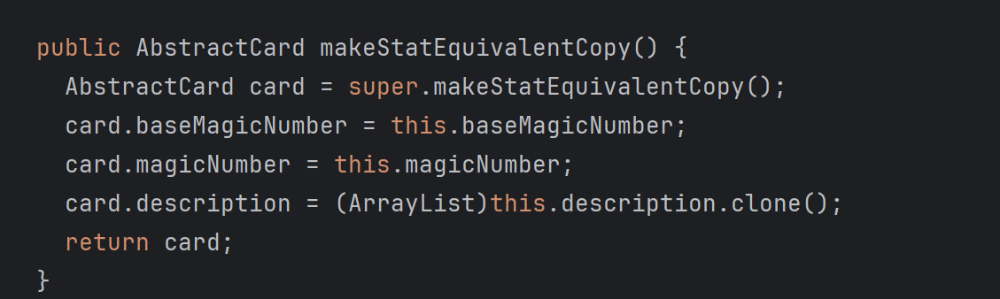 public AbstractCard makeStatEquivalentCopy() {
  AbstractCard card = super.makeStatEquivalentCopy();
  card.baseMagicNumber = this.baseMagicNumber;
  card.magicNumber = this.magicNumber;
  card.description = (ArrayList)this.description.clone();
  return card;
}